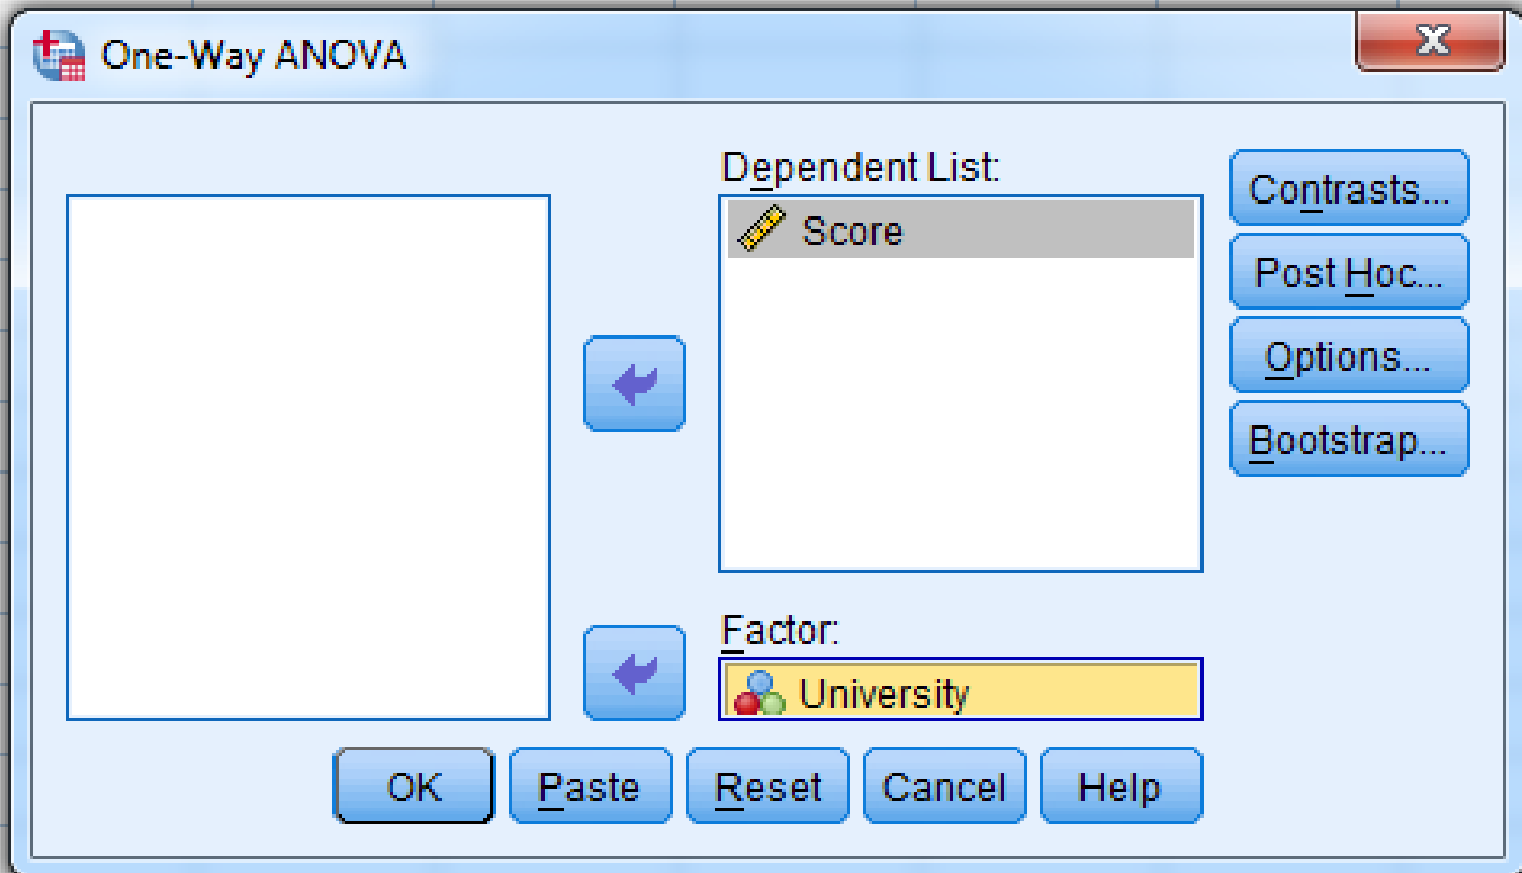 One-Way ANOVA
Dependent List:
Score
Contrasts...
Post Hoc...
Options...
Bootstrap...
Factor:
University
OK
Paste
Reset
Cancel
Help